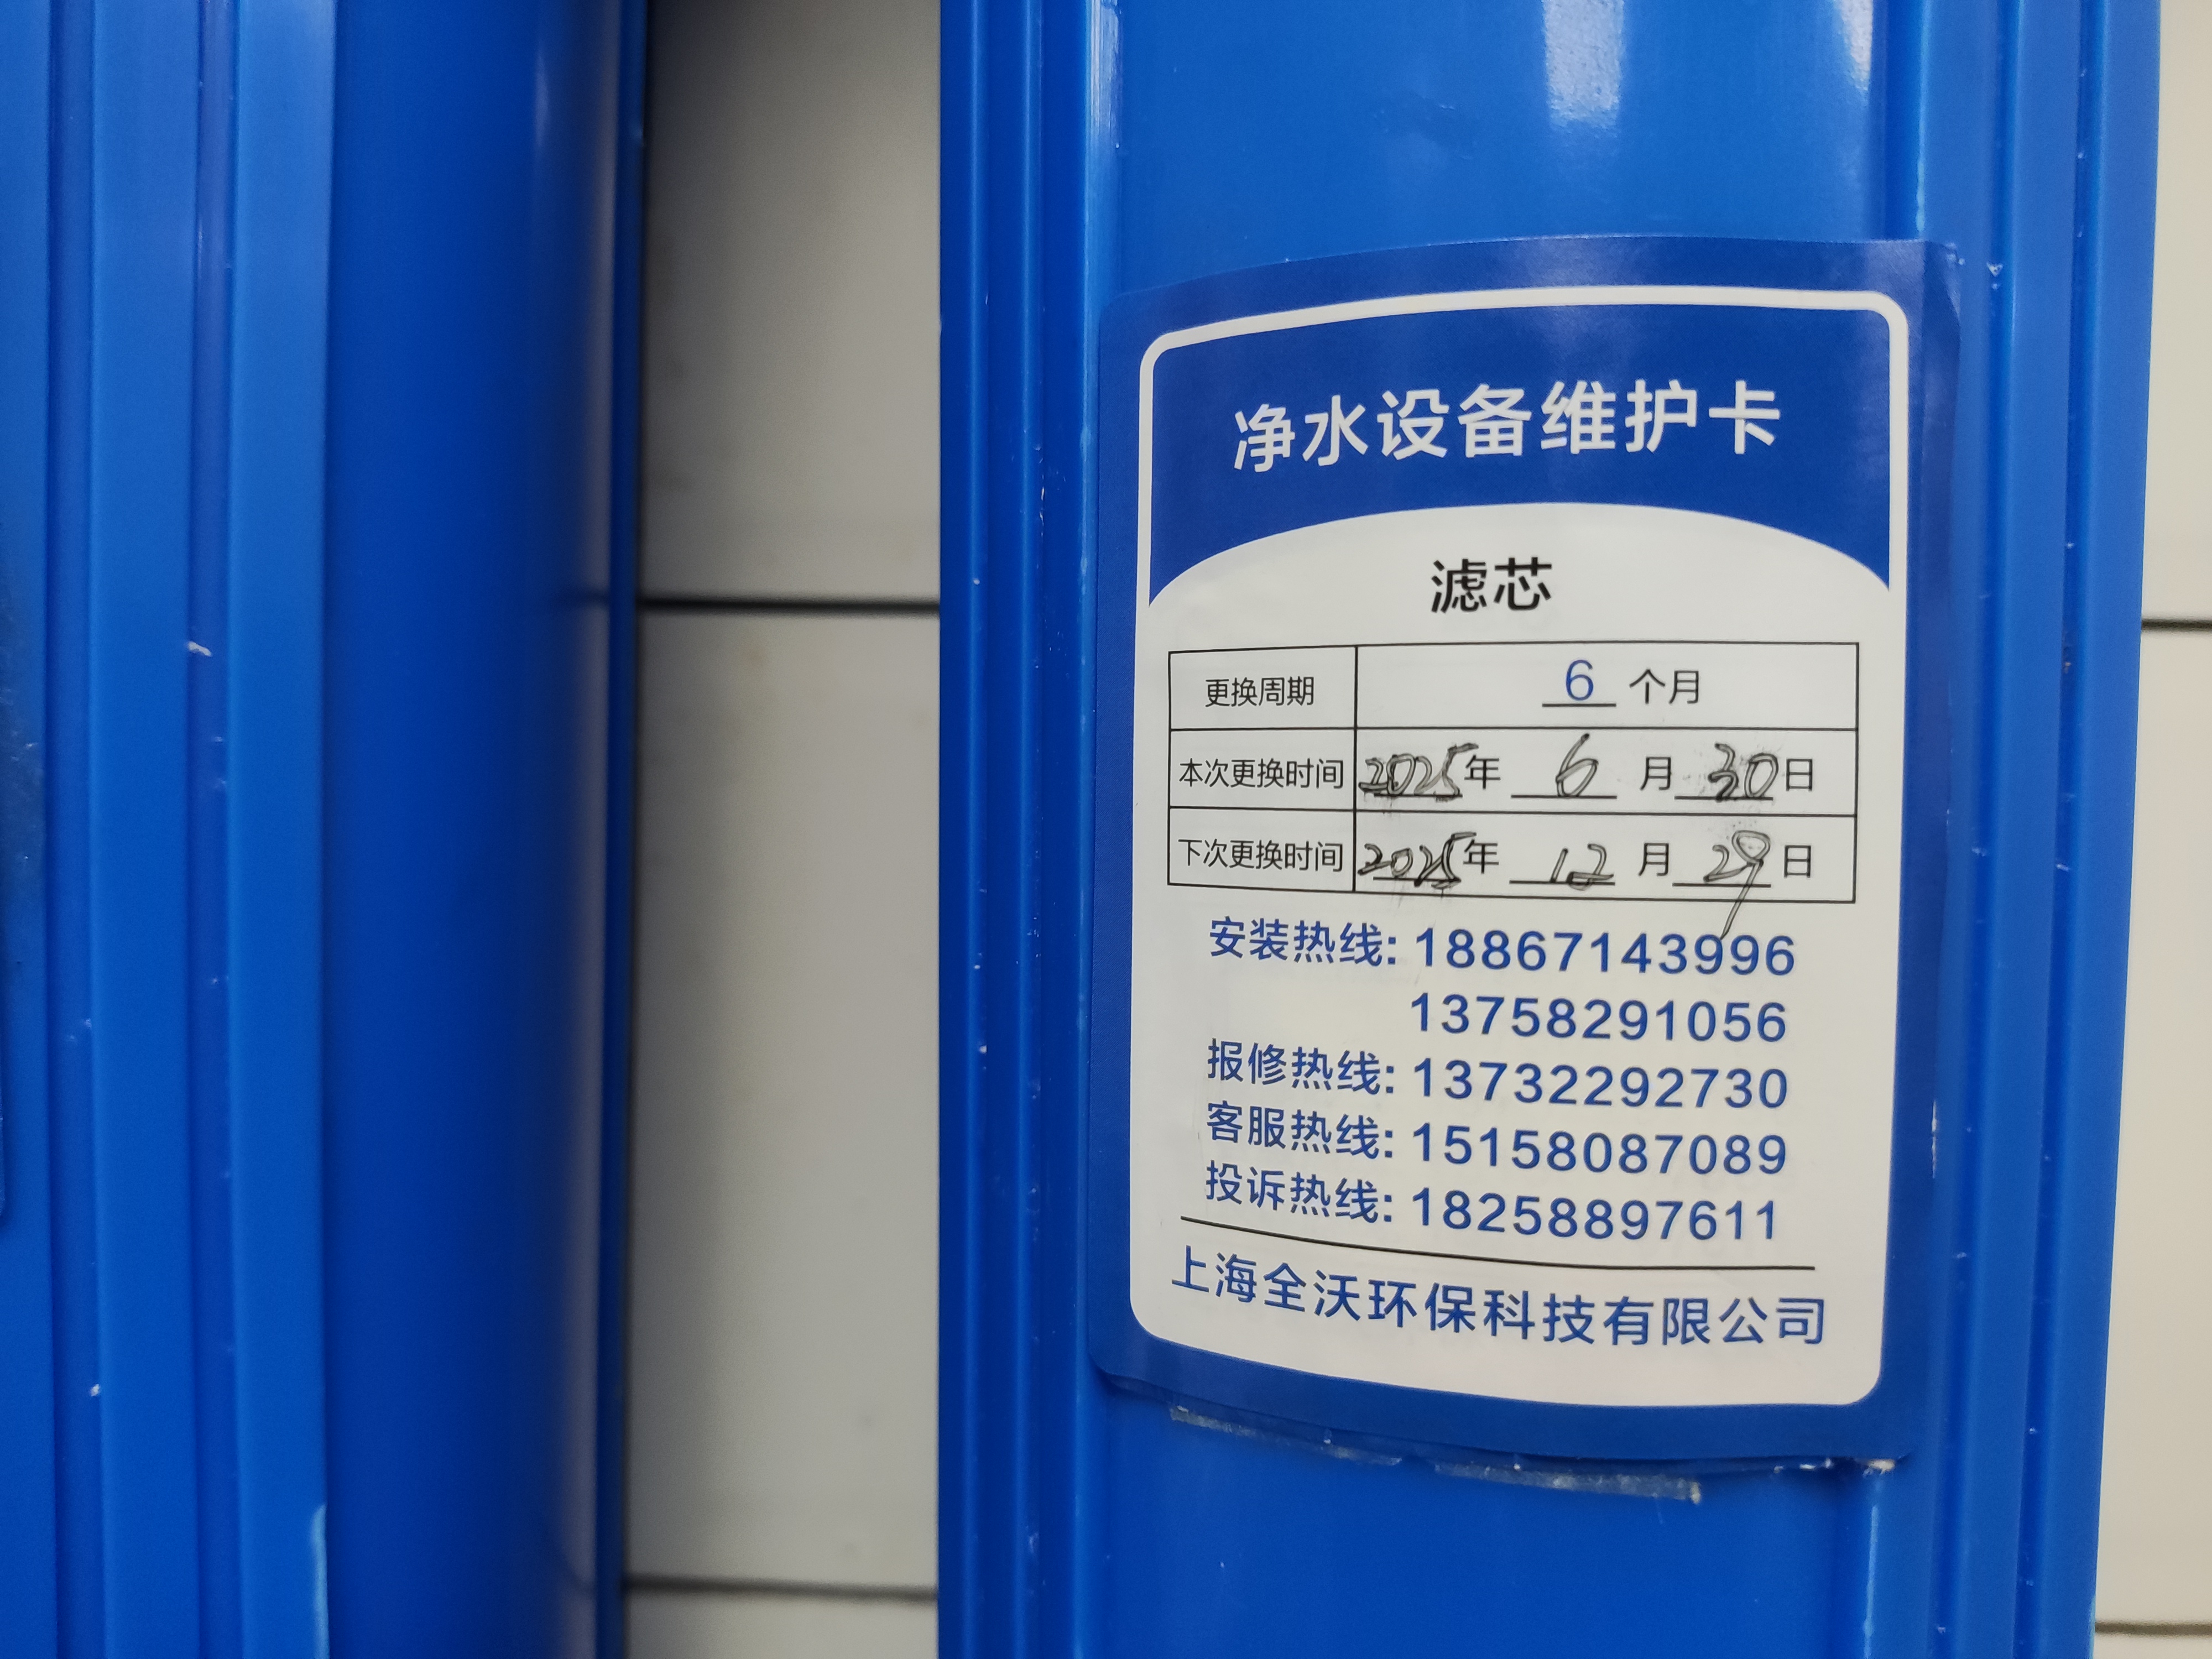 净水设备维护卡
滤芯
更换周期 6 个月
本次更换时间 2025年 6 月 30 日
下次更换时间 2025年 12 月 29 日
安装热线: 18867143996
13758291056
报修热线: 13732292730
客服热线: 15158087089
投诉热线: 18258897611
上海全沃环保科技有限公司